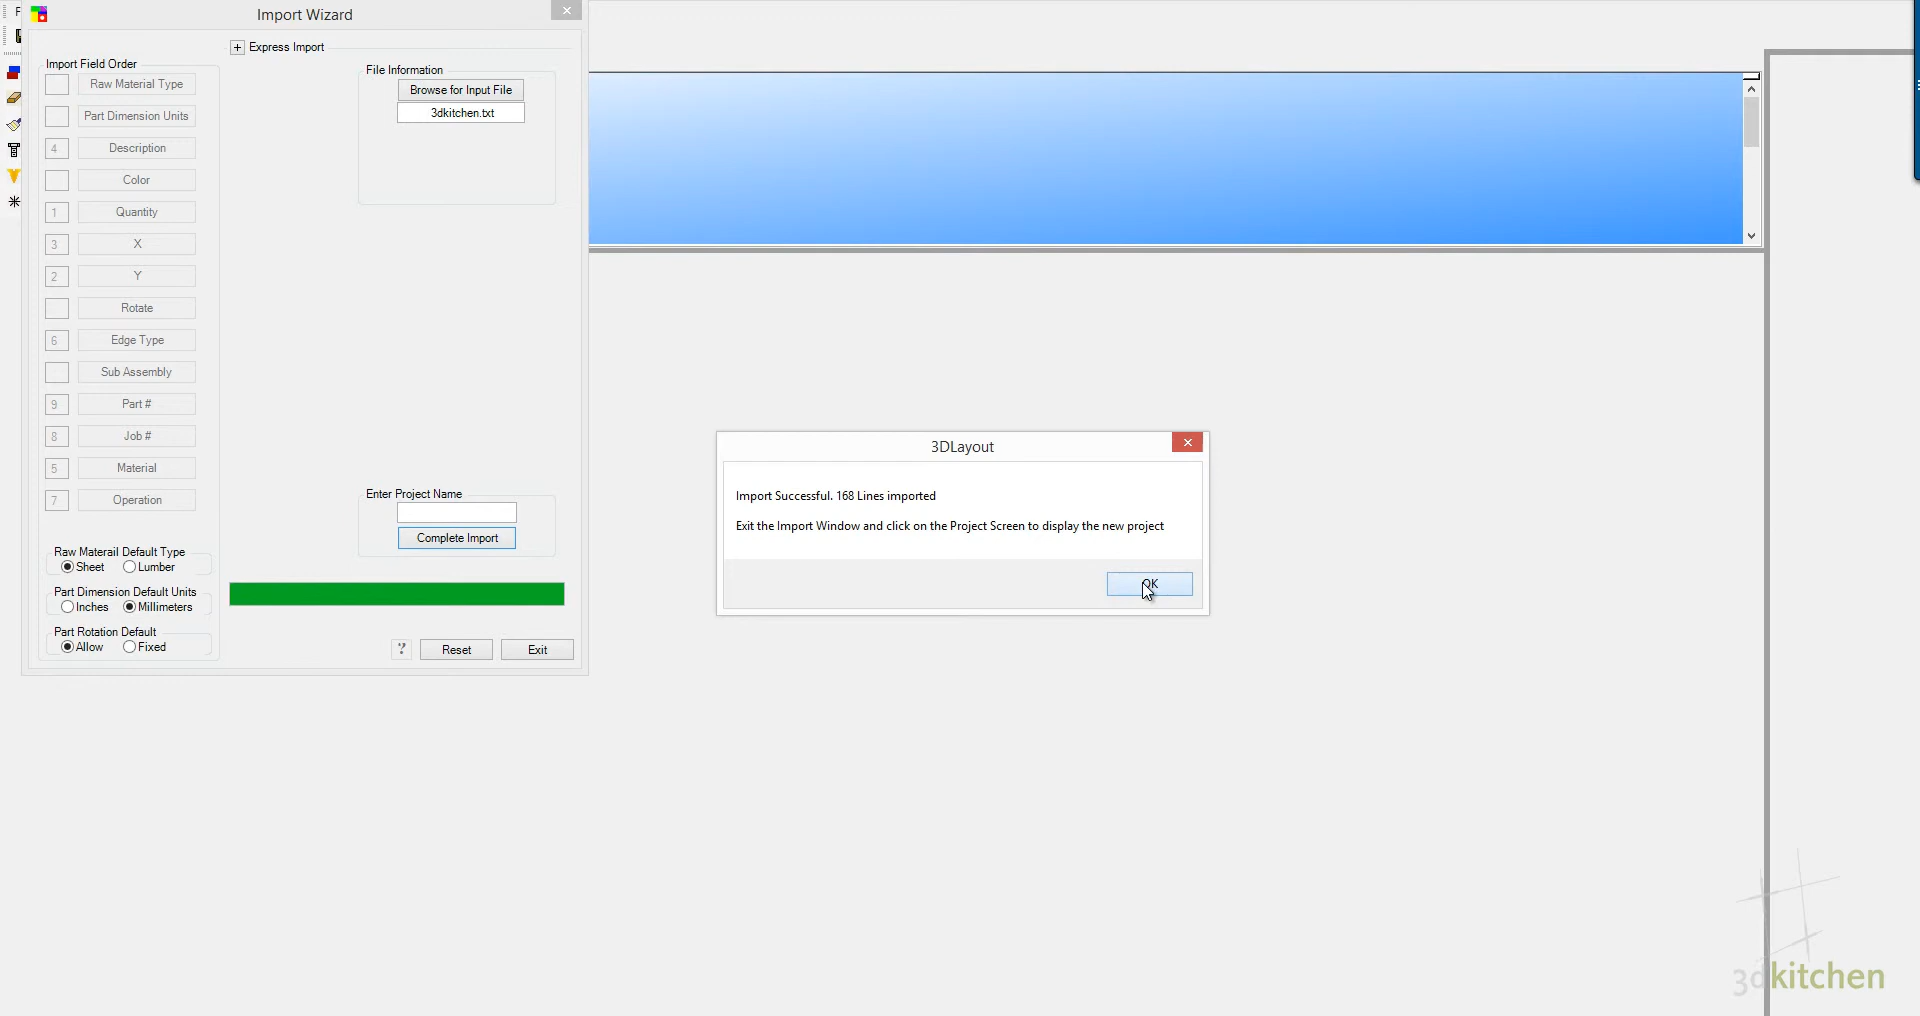 Import Wizard
Express Import
Import Field Order
Raw Material Type
Part Dimension Units
4 Description
Color
1 Quantity
3 X
2 Y
Rotate
6 Edge Type
Sub Assembly
9 Part #
8 Job #
5 Material
7 Operation
Raw Materail Default Type
Sheet Lumber
Part Dimension Default Units
Inches Millimeters
Part Rotation Default
Allow Fixed
File Information
Browse for Input File
3dkitchen.txt
Enter Project Name
Complete Import
? Reset Exit
3DLayout
Import Successful. 168 Lines imported
Exit the Import Window and click on the Project Screen to display the new project
OK
3dkitchen